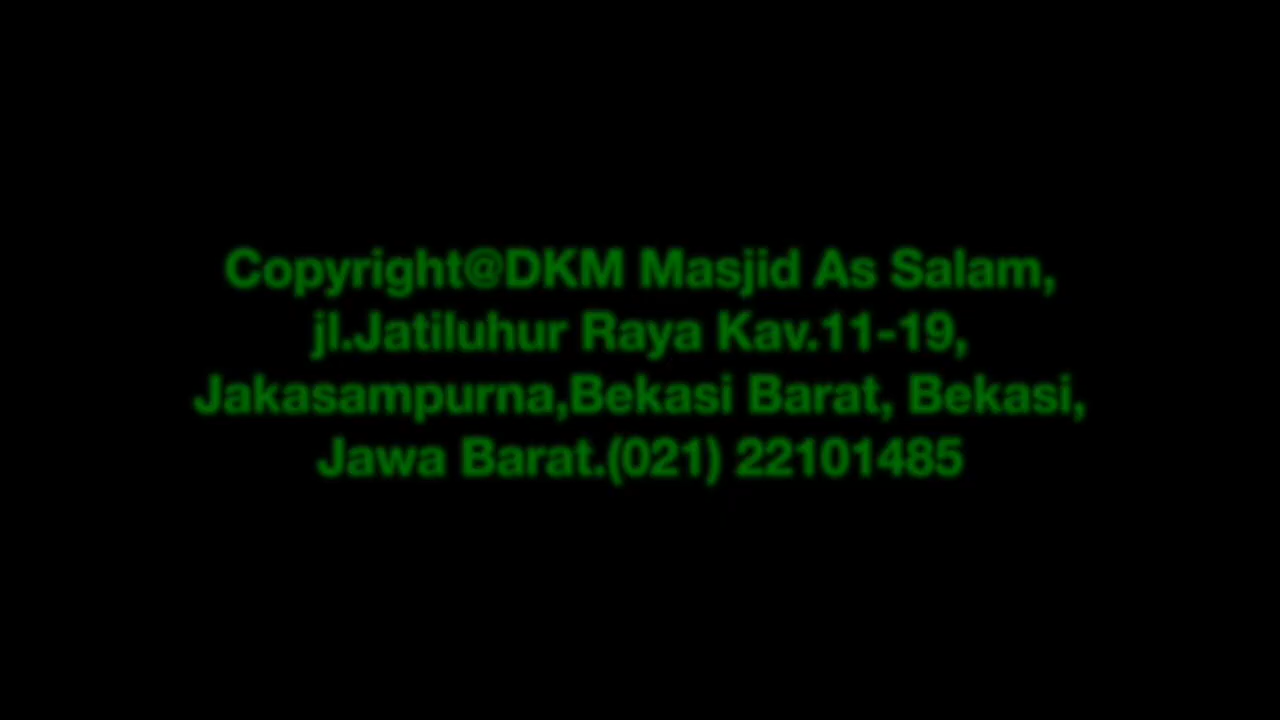 Copyright@DKM Masjid As Salam,
jl.Jatiluhur Raya Kav.11-19,
Jakasampurna,Bekasi Barat, Bekasi,
Jawa Barat.(021) 22101485